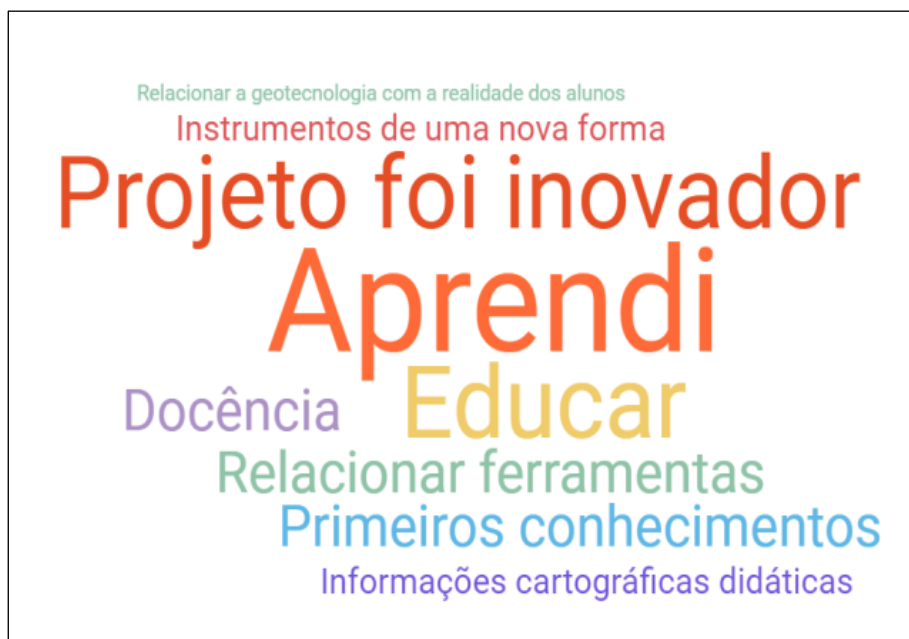 Relacionar a geotecnologia com a realidade dos alunos
Instrumentos de uma nova forma
Projeto foi inovador
Aprendi
Educar
Docência
Relacionar ferramentas
Primeiros conhecimentos
Informações cartográficas didáticas